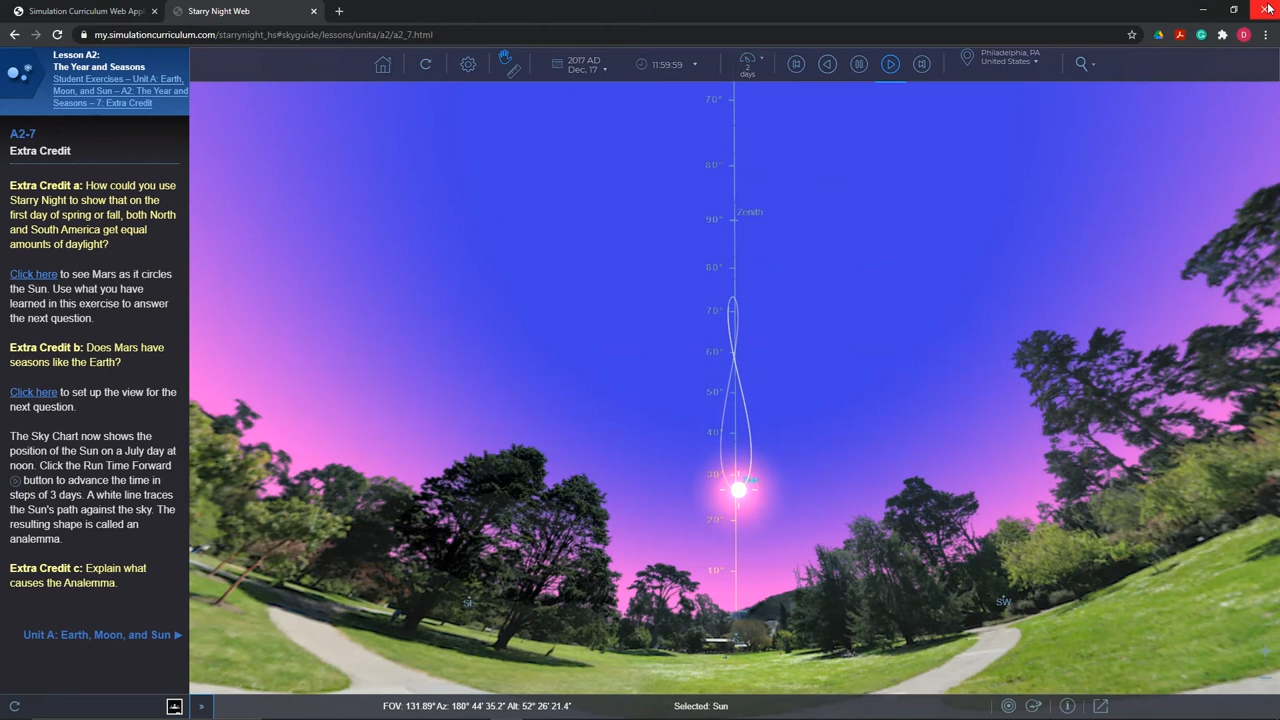 Simulation Curriculum Web Appl
Starry Night Web
my.simulationcurriculum.com/starrynight_hs#skyguide/lessons/unita/a2/a2_7.html
Lesson A2:
The Year and Seasons
Student Exercises – Unit A: Earth,
Moon, and Sun – A2: The Year and
Seasons – 7: Extra Credit
2017 AD
Dec, 17
11:59:59
2
days
Philadelphia, PA
United States
A2-7
Extra Credit
Extra Credit a: How could you use
Starry Night to show that on the
first day of spring or fall, both North
and South America get equal
amounts of daylight?
Click here to see Mars as it circles
the Sun. Use what you have
learned in this exercise to answer
the next question.
Extra Credit b: Does Mars have
seasons like the Earth?
Click here to set up the view for the
next question.
The Sky Chart now shows the
position of the Sun on a July day at
noon. Click the Run Time Forward
button to advance the time in
steps of 3 days. A white line traces
the Sun's path against the sky. The
resulting shape is called an
analemma.
Extra Credit c: Explain what
causes the Analemma.
Unit A: Earth, Moon, and Sun ▶
70°
80°
90°
Zenith
80°
70°
60°
50°
40°
30°
20°
10°
SE
SW
FOV: 131.89° Az: 180° 44' 35.2" Alt: 52° 26' 21.4"
Selected: Sun